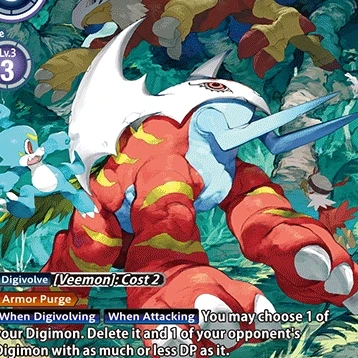 e
Lv.3
3
Digivolve [Veemon]: Cost 2
Armor Purge
When Digivolving When Attacking You may choose 1 of
your Digimon. Delete it and 1 of your opponent's
Digimon with as much or less DP as it.